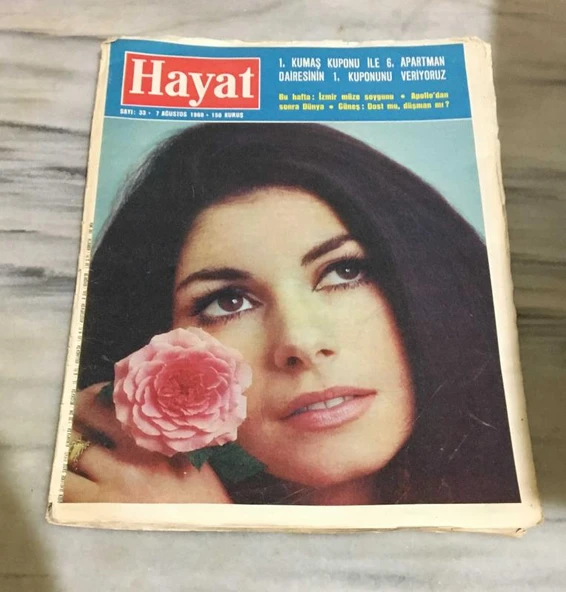 Hayat
1. KUMAŞ KUPONU İLE 6. APARTMAN
DAİRESİNİN 1. KUPONUNU VERİYORUZ
Bu hafta: İzmir müze soygunu • Apollo'dan
sonra Dünya • Güneş: Dost mu, düşman mı?
SAYI: 33 • 7 AĞUSTOS 1969 • 150 KURUŞ